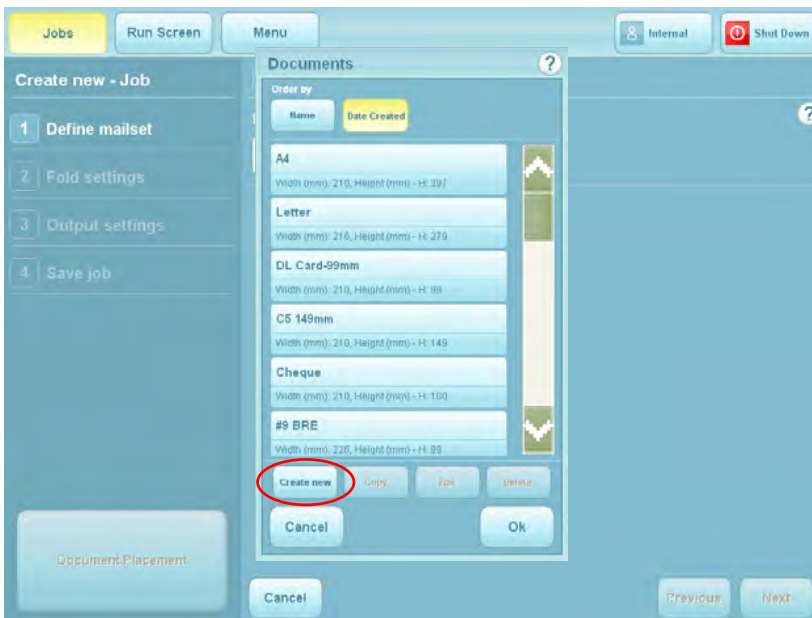 Jobs
Run Screen
Menu
Internal
Shut Down
Create new - Job
1 Define mailset
2 Fold settings
3 Output settings
4 Save job
Document Placement
Documents
?
Order by
Name
Date Created
A4
Width (mm): 210, Height (mm) - H: 297
Letter
Width (mm): 216, Height (mm) - H: 279
DL Card-99mm
Width (mm): 210, Height (mm) - H: 99
C5 149mm
Width (mm): 210, Height (mm) - H: 149
Cheque
Width (mm): 210, Height (mm) - H: 100
#9 BRE
Width (mm): 226, Height (mm) - H: 99
Create new
Copy
Edit
Delete
Cancel
Ok
?
Cancel
Previous
Next